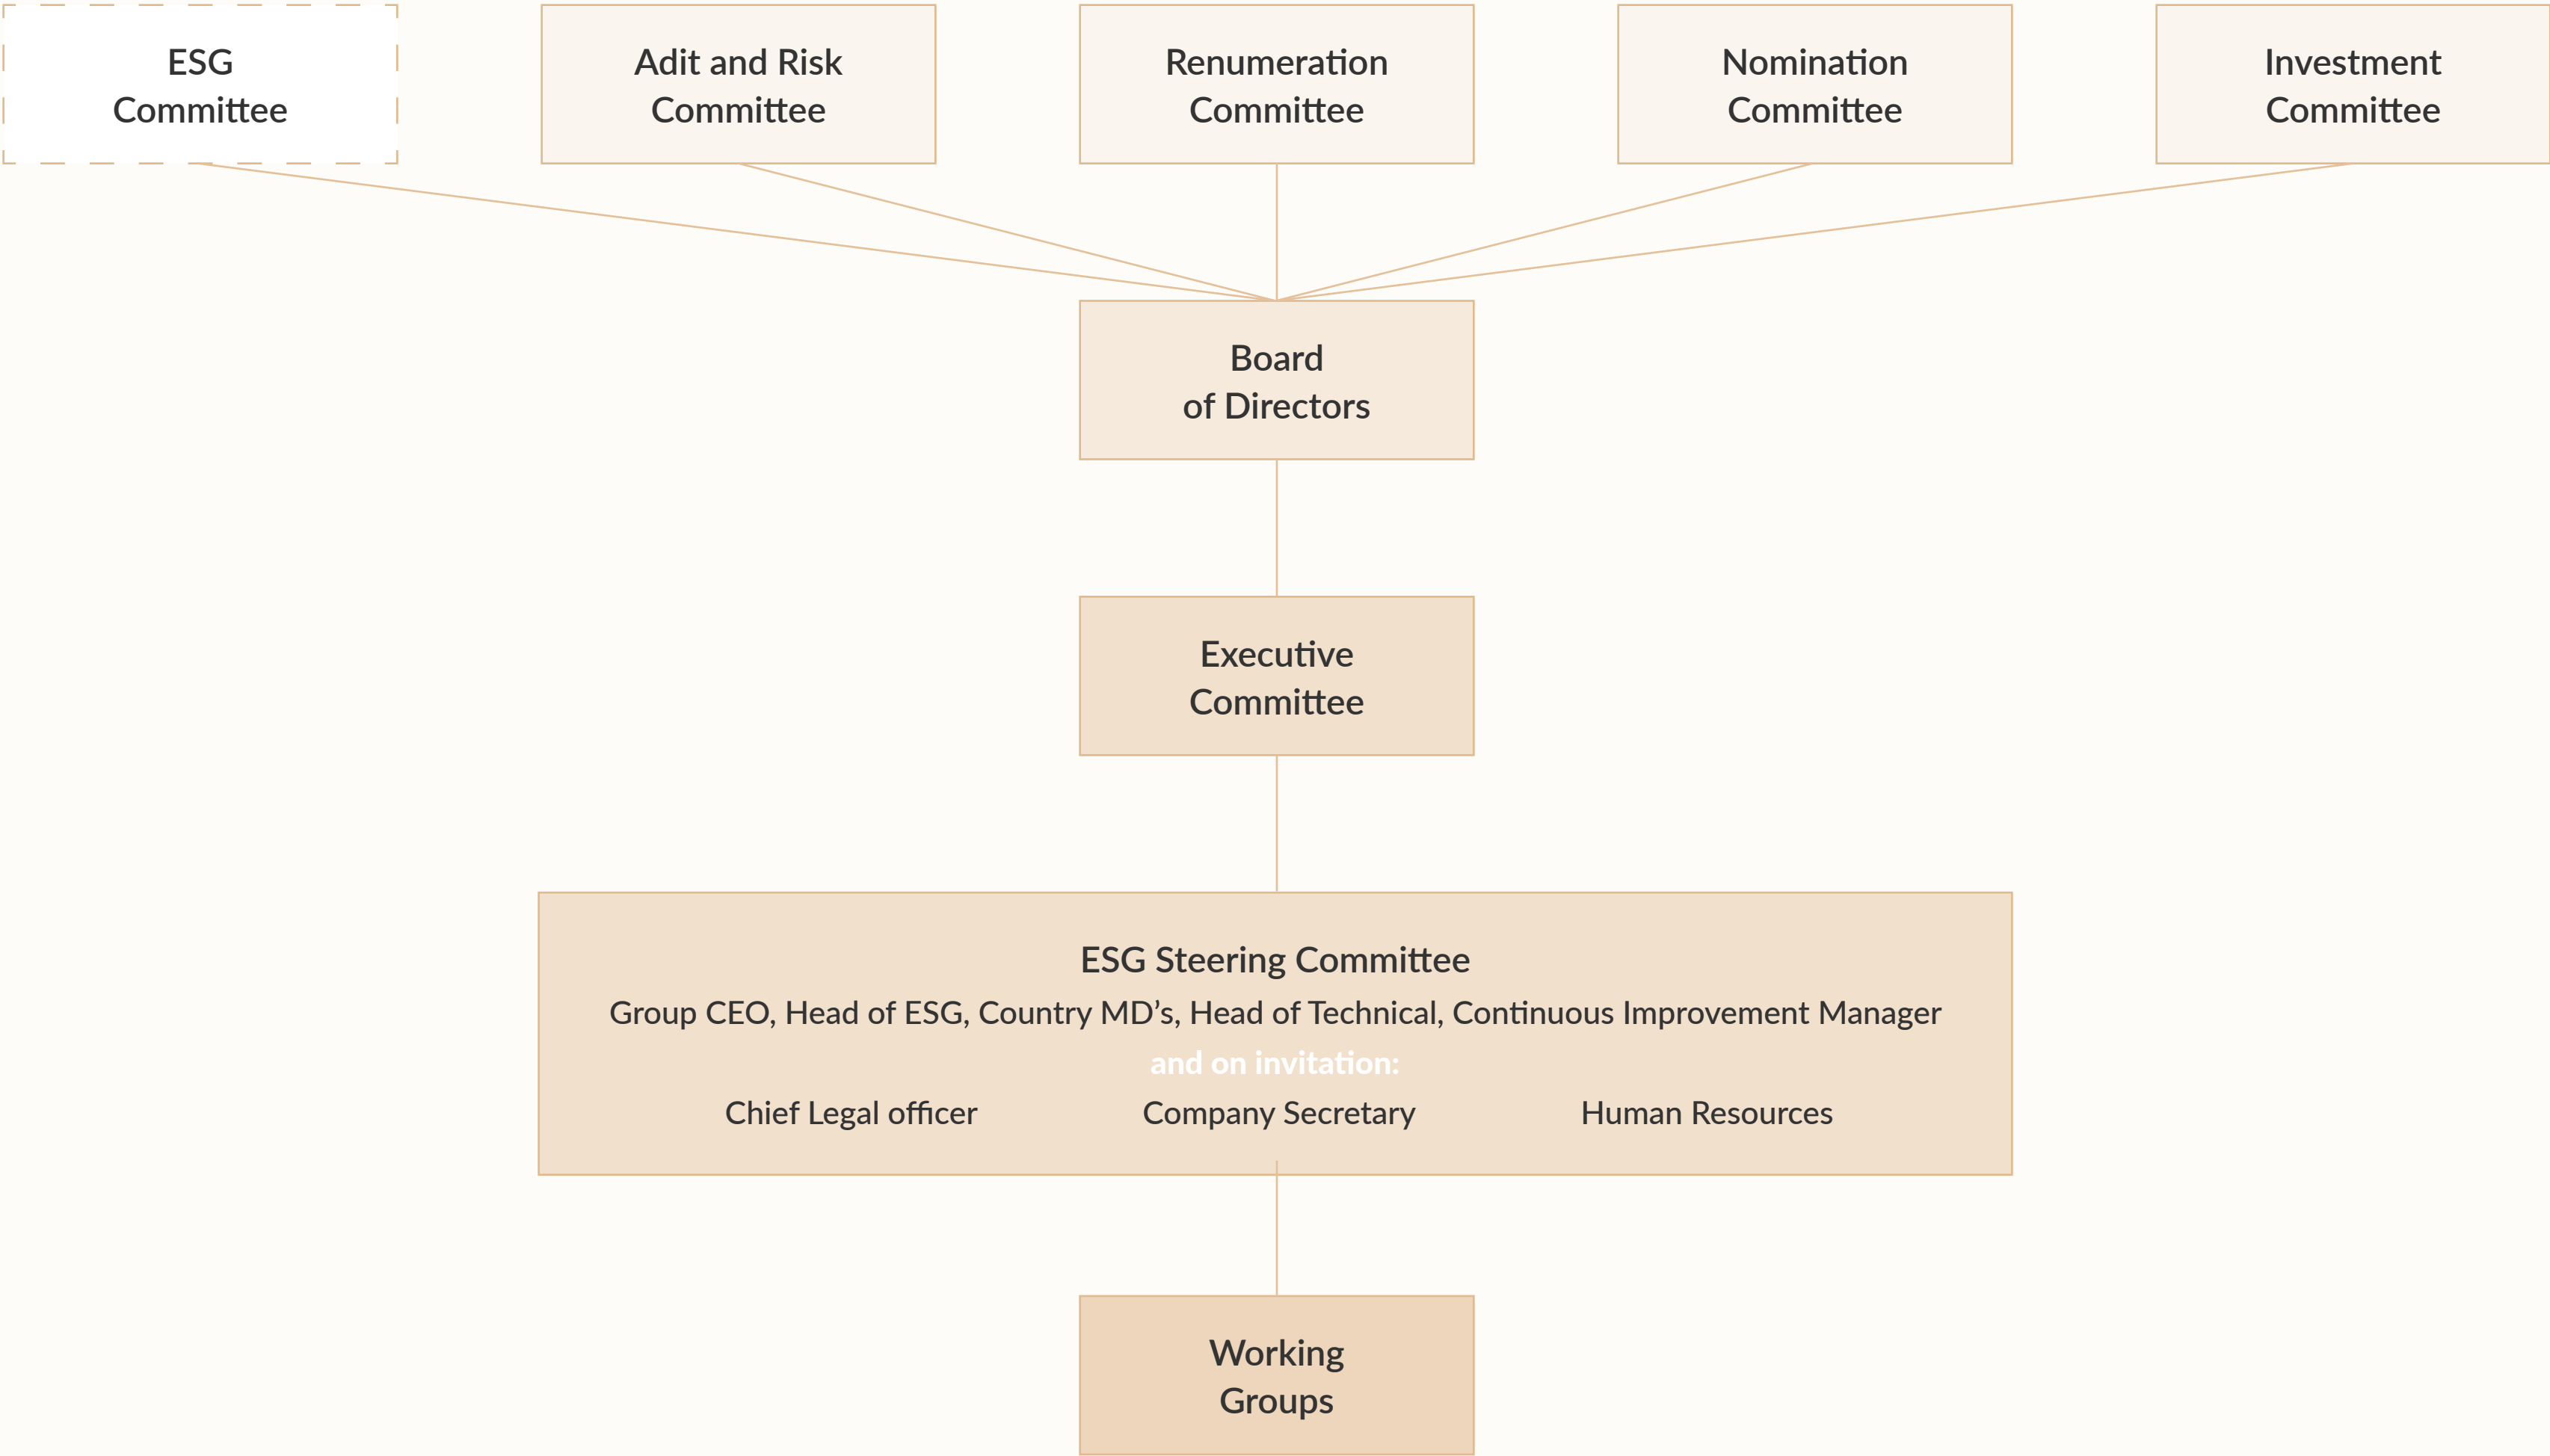 ESG
Committee
Adit and Risk
Committee
Renumeration
Committee
Nomination
Committee
Investment
Committee
Board
of Directors
Executive
Committee
ESG Steering Committee
Group CEO, Head of ESG, Country MD’s, Head of Technical, Continuous Improvement Manager
and on invitation:
Chief Legal officer
Company Secretary
Human Resources
Working
Groups